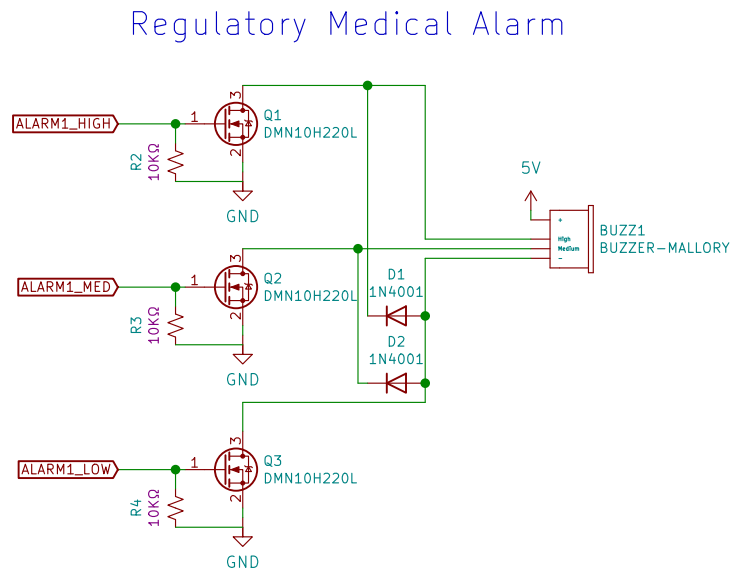 Regulatory Medical Alarm
ALARM1_HIGH
1
3
2
Q1
DMN10H220L
R2
10KΩ
GND
5V
+
High
Medium
-
BUZZ1
BUZZER-MALLORY
ALARM1_MED
1
3
2
Q2
DMN10H220L
R3
10KΩ
GND
D1
1N4001
D2
1N4001
ALARM1_LOW
1
3
2
Q3
DMN10H220L
R4
10KΩ
GND